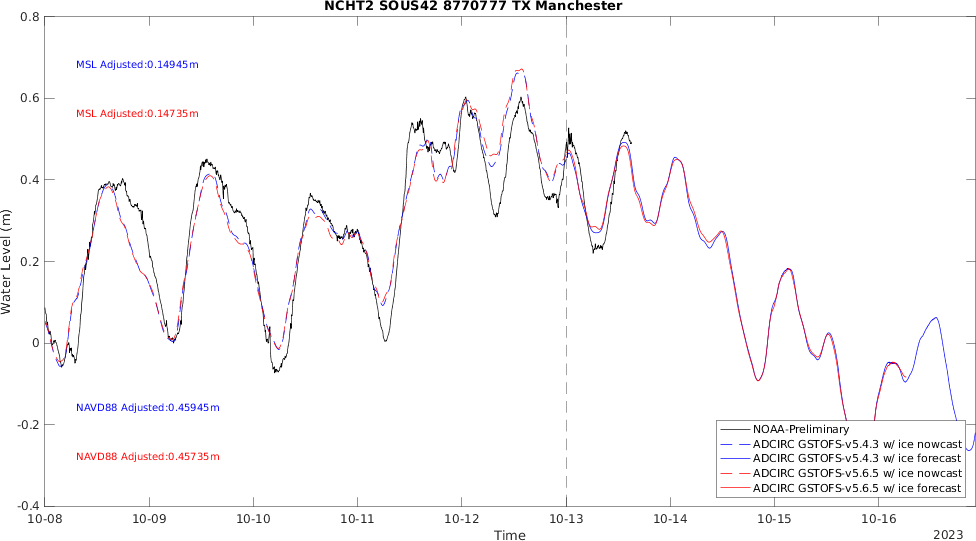 NCHT2 SOUS42 8770777 TX Manchester
0.8
MSL Adjusted:0.14945m
0.6
MSL Adjusted:0.14735m
0.4
Water Level (m)
0.2
0
NAVD88 Adjusted:0.45945m
-0.2
NAVD88 Adjusted:0.45735m
NOAA-Preliminary
ADCIRC GSTOFS-v5.4.3 w/ ice nowcast
ADCIRC GSTOFS-v5.4.3 w/ ice forecast
ADCIRC GSTOFS-v5.6.5 w/ ice nowcast
ADCIRC GSTOFS-v5.6.5 w/ ice forecast
-0.4
10-08 10-09 10-10 10-11 10-12 10-13 10-14 10-15 10-16
Time
2023